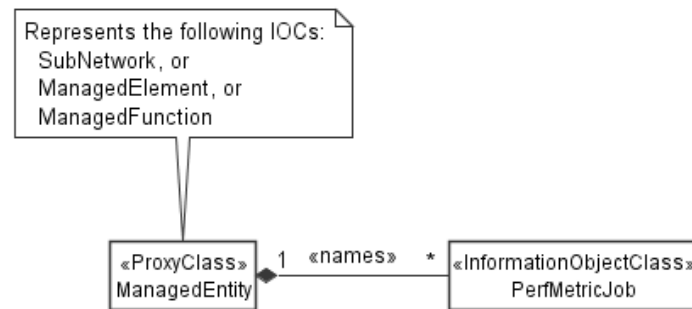 Represents the following IOCs:
SubNetwork, or
ManagedElement, or
ManagedFunction
«ProxyClass»
ManagedEntity
1 «names» *
«InformationObjectClass»
PerfMetricJob